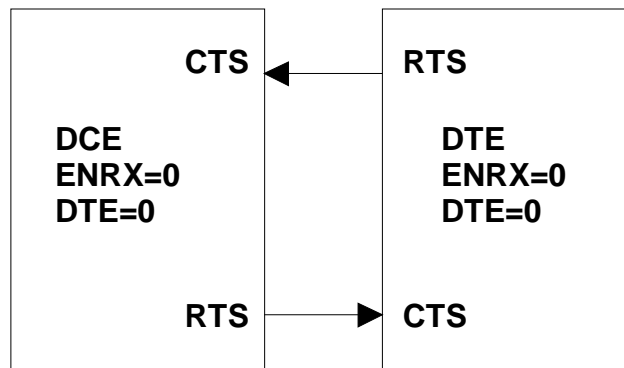 CTS RTS
DCE DTE
ENRX=0 ENRX=0
DTE=0 DTE=0
RTS CTS